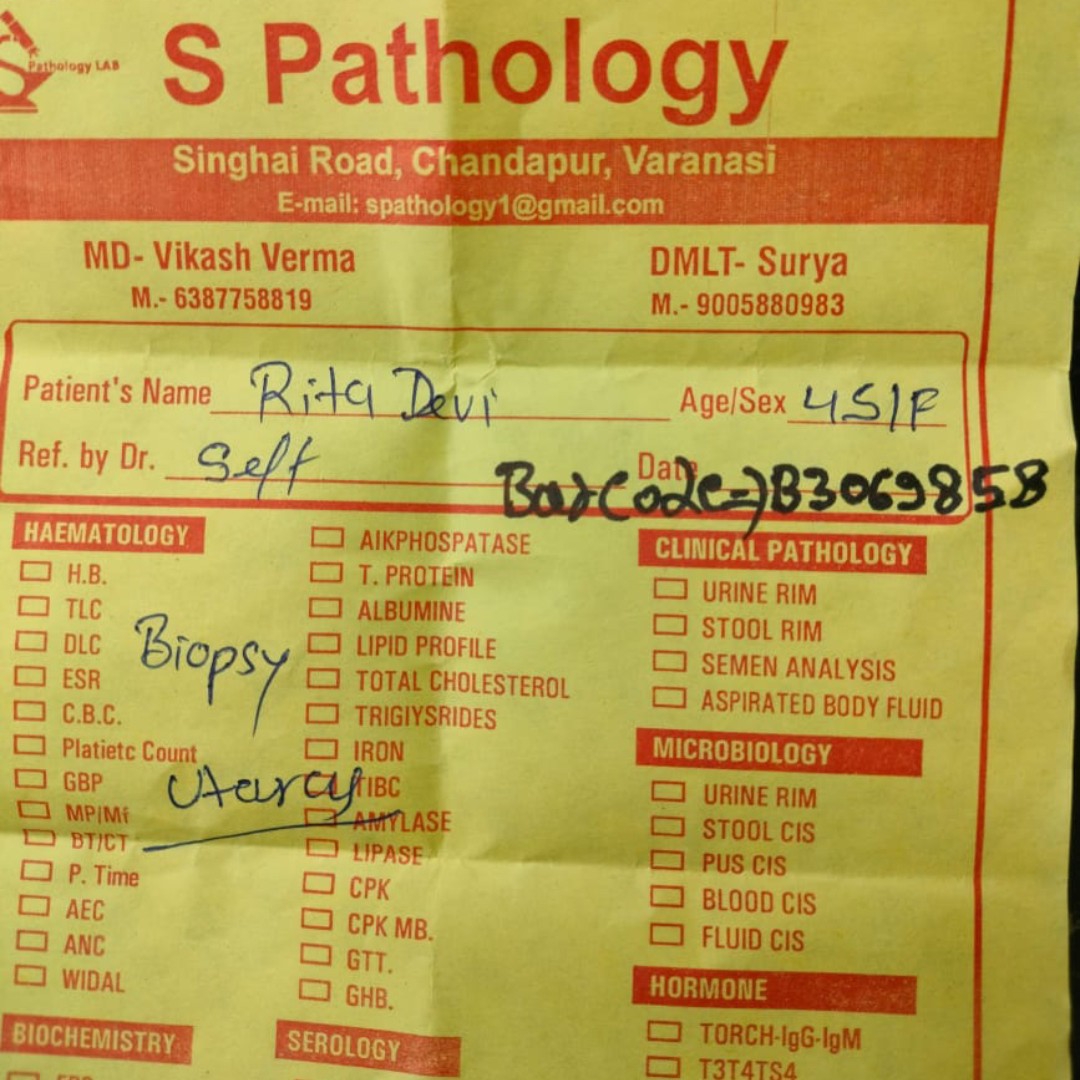 S Pathology LAB
S Pathology
Singhai Road, Chandapur, Varanasi
E-mail: spathology1@gmail.com
MD- Vikash Verma
M.- 6387758819
DMLT- Surya
M.- 9005880983
Patient's Name Rita Devi Age/Sex 45/F
Ref. by Dr. Self Date
BarCode=)B3069858
HAEMATOLOGY
H.B.
TLC
DLC
ESR
C.B.C.
Platietc Count
GBP
MP/Mf
BT/CT
P. Time
AEC
ANC
WIDAL
BIOCHEMISTRY
Biopsy
Utaray
AIKPHOSPATASE
T. PROTEIN
ALBUMINE
LIPID PROFILE
TOTAL CHOLESTEROL
TRIGIYSRIDES
IRON
TIBC
AMYLASE
LIPASE
CPK
CPK MB.
GTT.
GHB.
SEROLOGY
CLINICAL PATHOLOGY
URINE RIM
STOOL RIM
SEMEN ANALYSIS
ASPIRATED BODY FLUID
MICROBIOLOGY
URINE RIM
STOOL CIS
PUS CIS
BLOOD CIS
FLUID CIS
HORMONE
TORCH-IgG-IgM
T3T4TS4